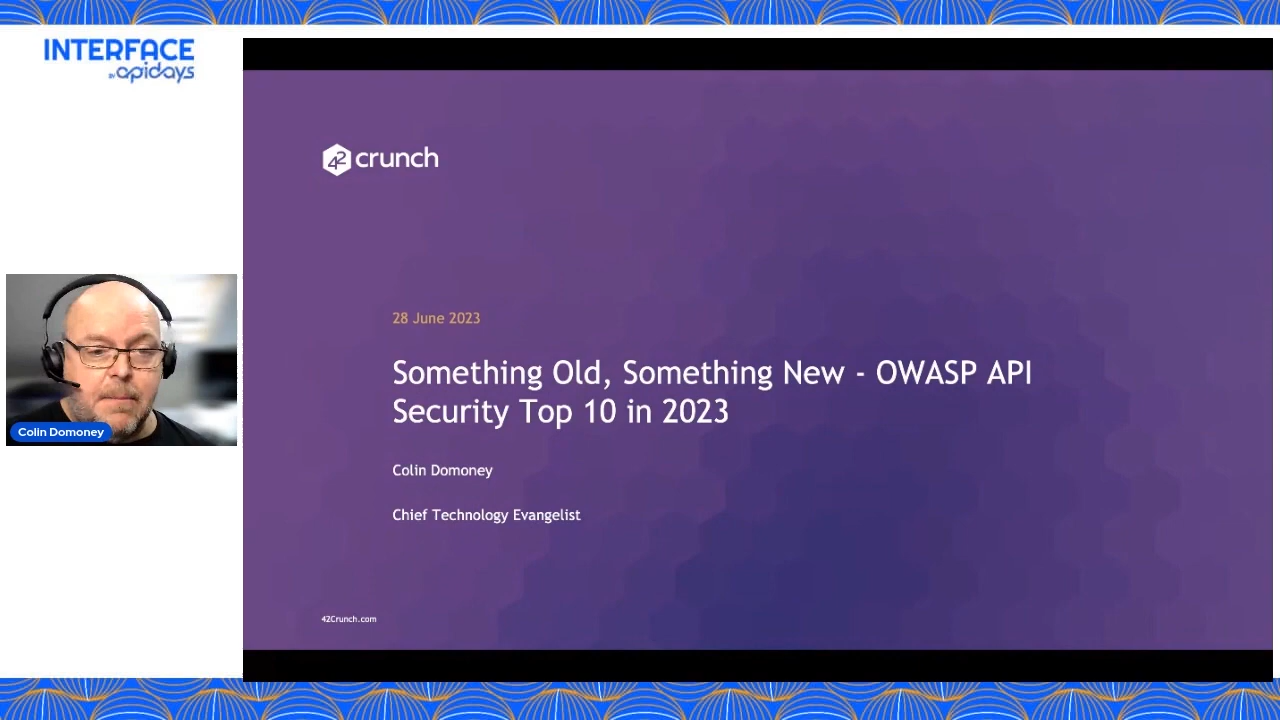 INTERFACE
BY apidays
42 crunch
28 June 2023
Something Old, Something New - OWASP API
Security Top 10 in 2023
Colin Domoney
Colin Domoney
Chief Technology Evangelist
42Crunch.com